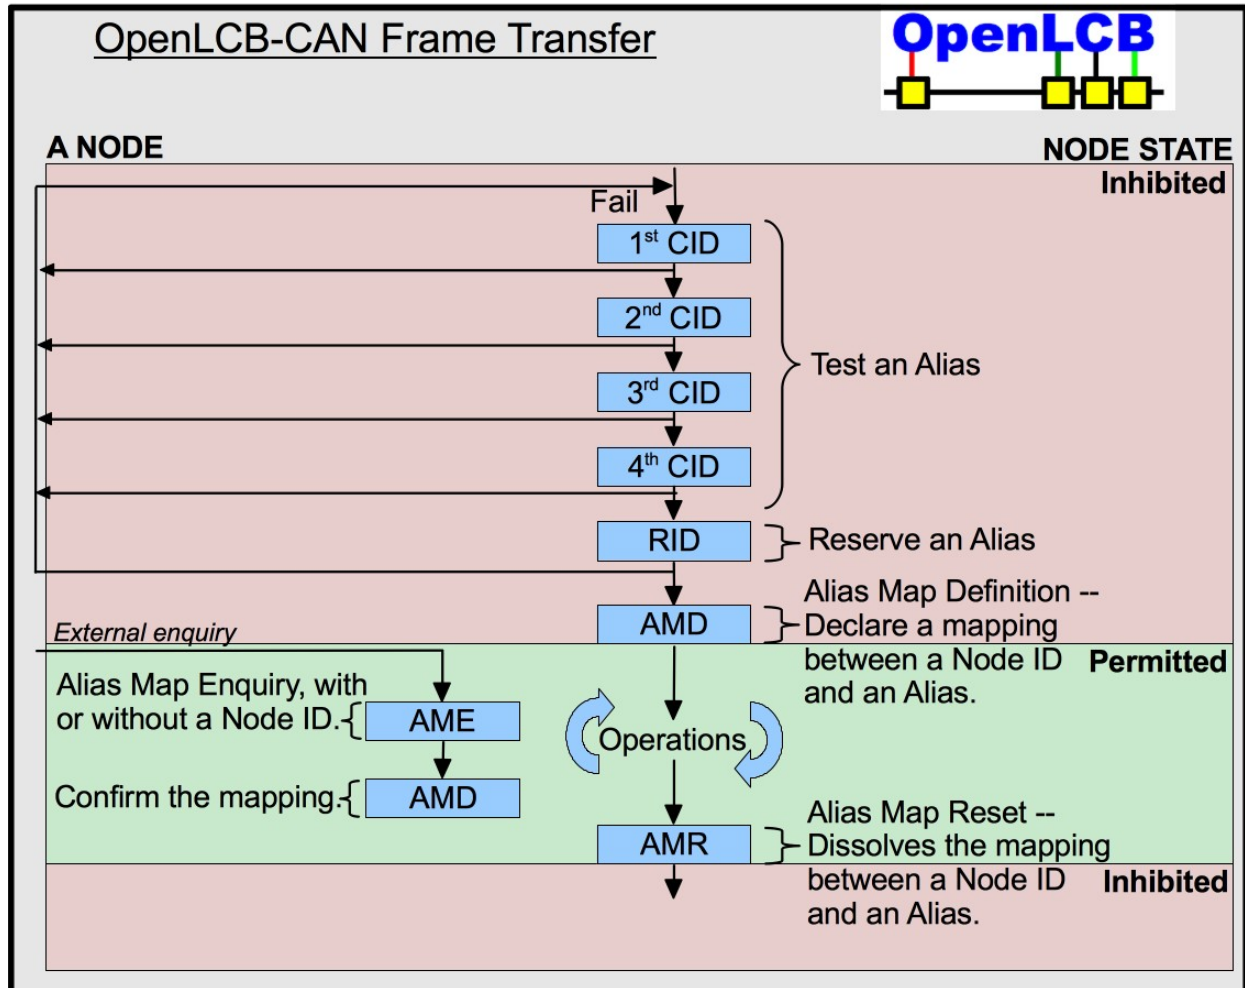 OpenLCB-CAN Frame Transfer
OpenLCB
A NODE
NODE STATE
Inhibited
Fail
1st CID
2nd CID
3rd CID
4th CID
Test an Alias
RID
Reserve an Alias
AMD
Alias Map Definition --
Declare a mapping
between a Node ID
and an Alias.
External enquiry
Permitted
Alias Map Enquiry, with
or without a Node ID.
AME
Operations
Confirm the mapping.
AMD
AMR
Alias Map Reset --
Dissolves the mapping
between a Node ID
and an Alias.
Inhibited